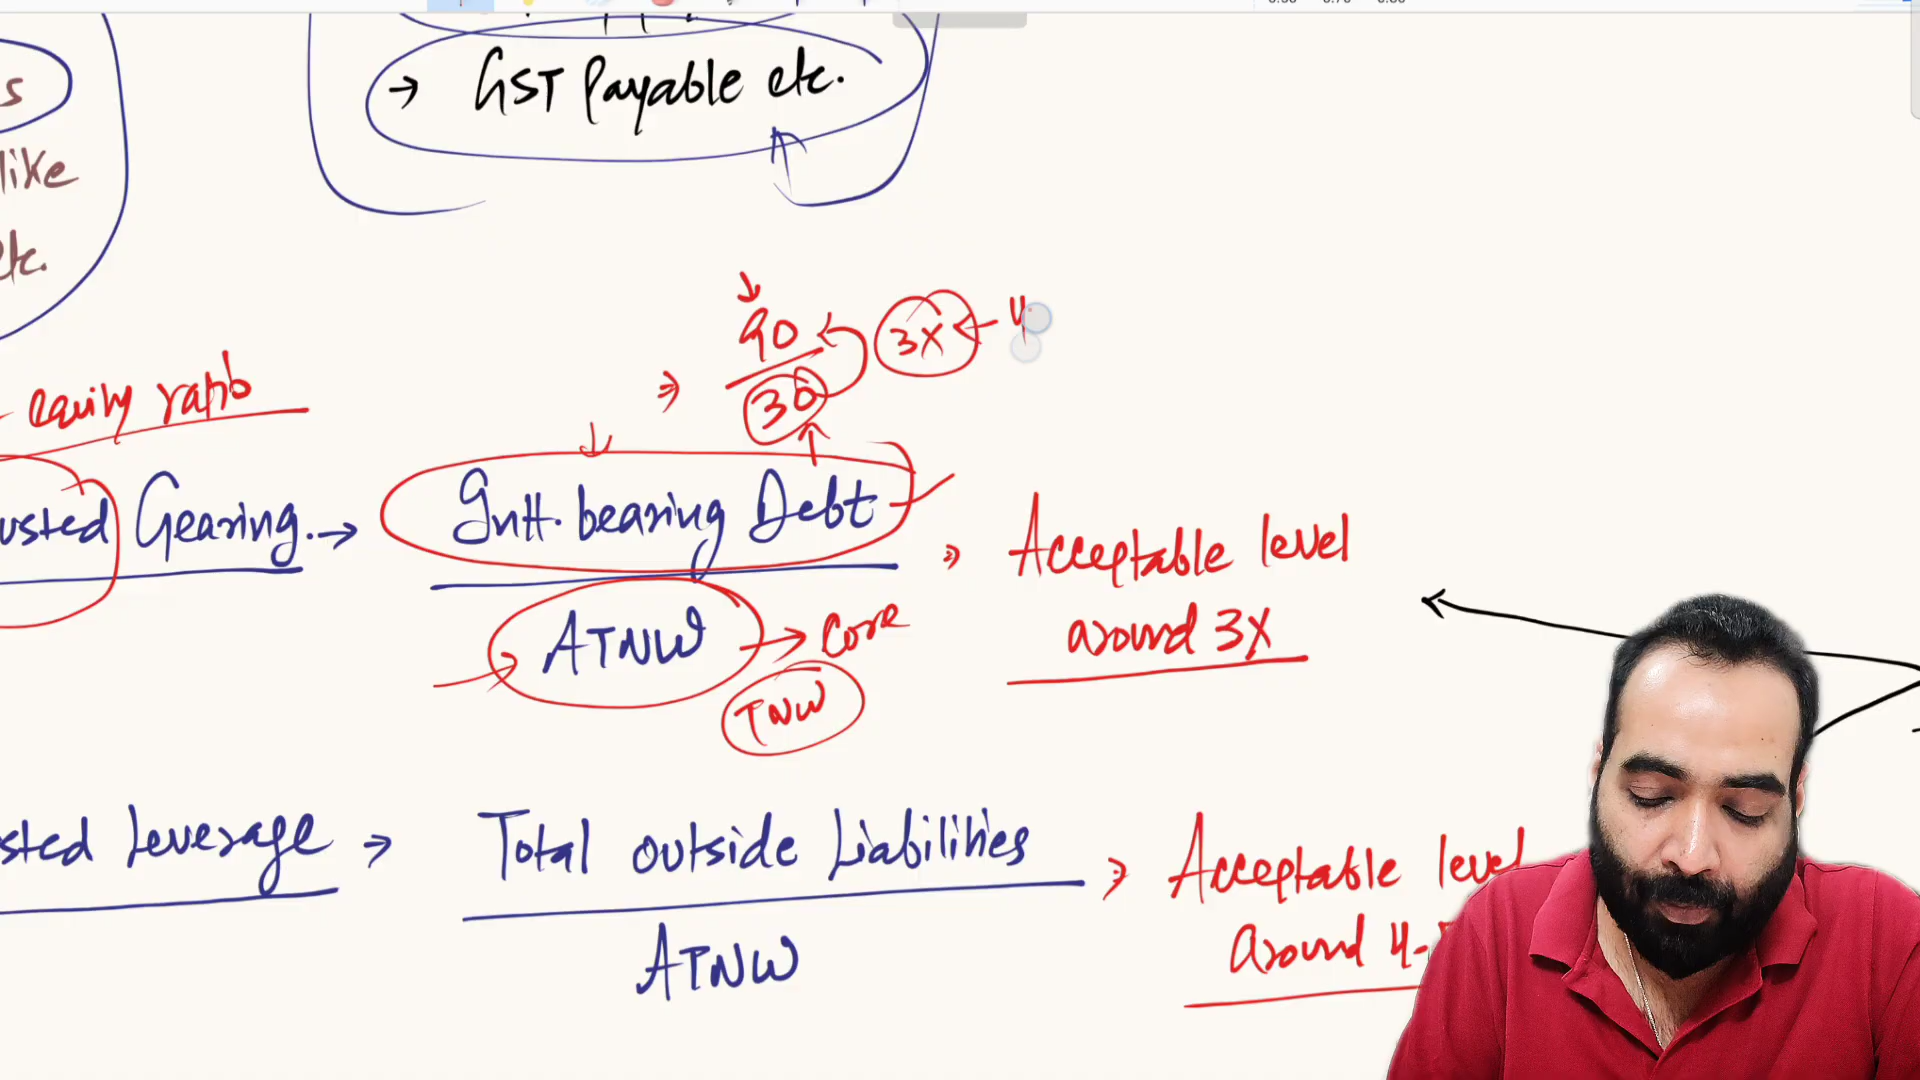 → GST Payable etc.
s
like
etc.
90
30
3X ← 4
equity ratio
usted Gearing. → Intt. bearing Debt
ATNW → Core
TNW
Acceptable level
around 3X
sted Leverage → Total outside Liabilities
ATNW
Acceptable level
around 4-